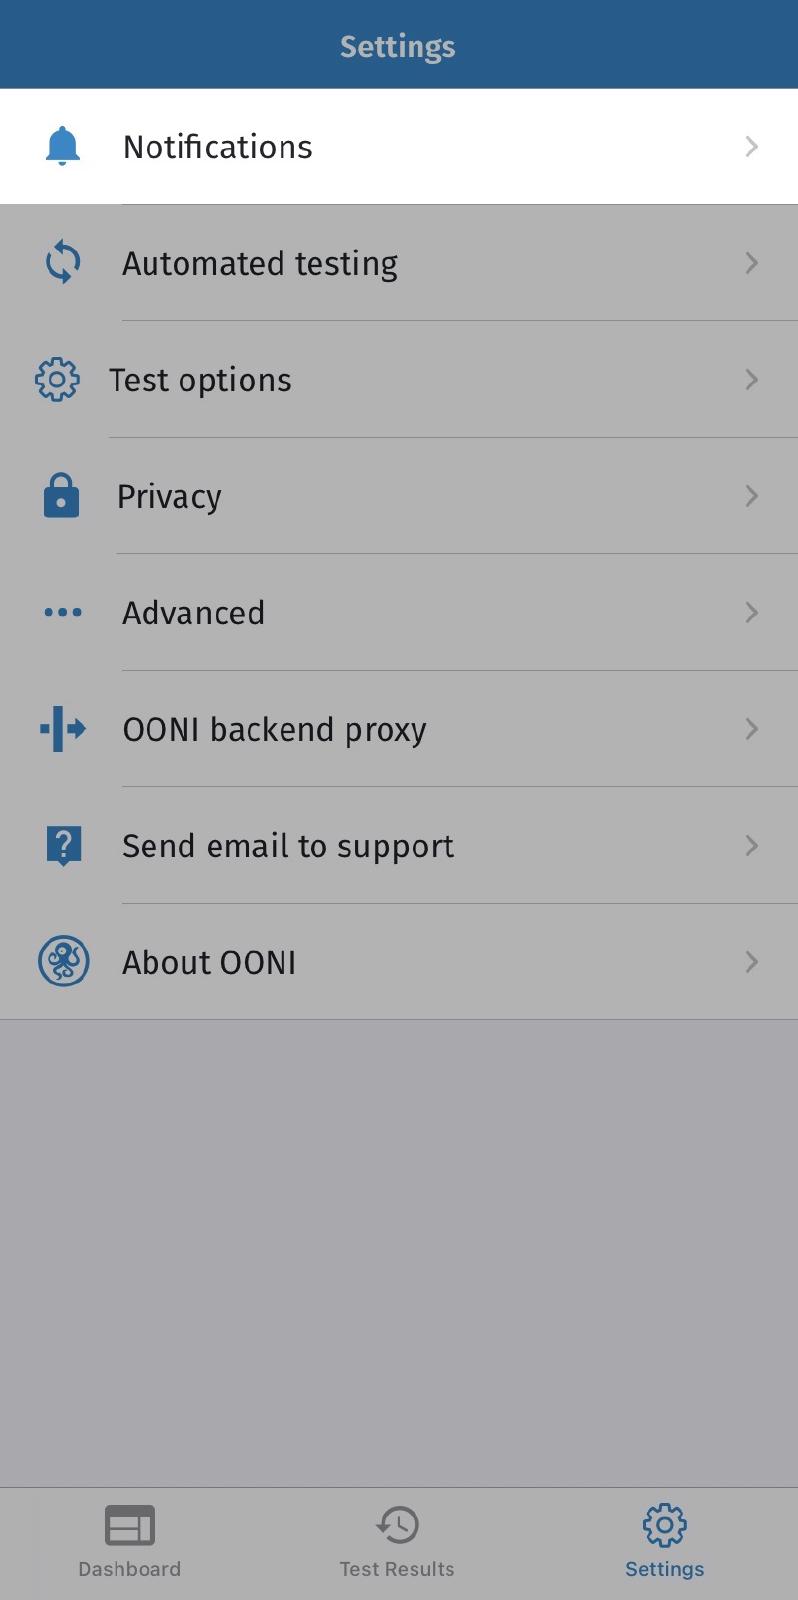 Settings
Notifications
Automated testing
Test options
Privacy
Advanced
OONI backend proxy
Send email to support
About OONI
Dashboard
Test Results
Settings